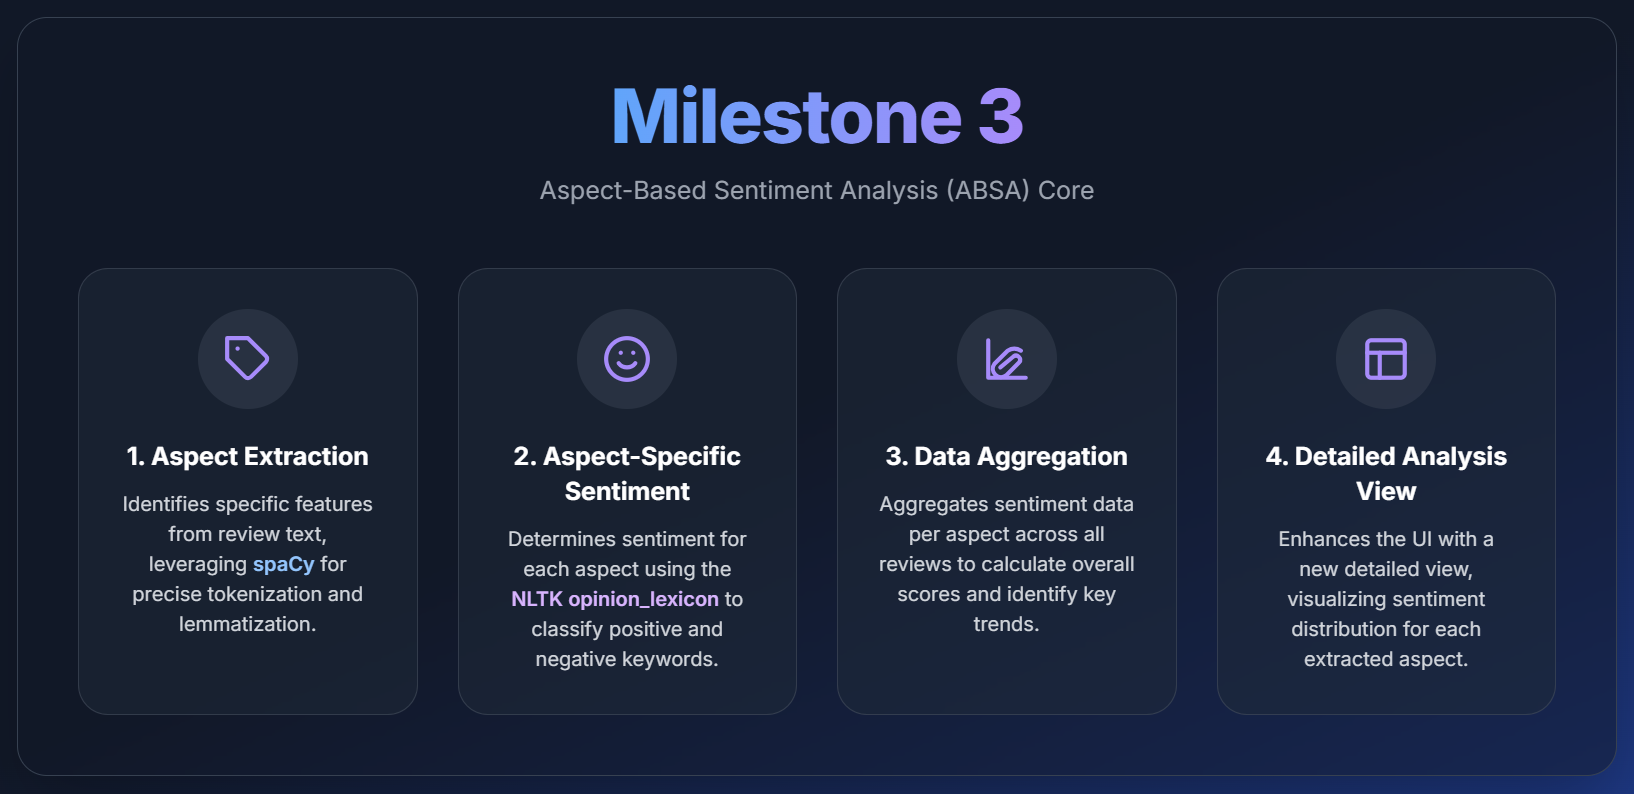 Milestone 3
Aspect-Based Sentiment Analysis (ABSA) Core
1. Aspect Extraction
Identifies specific features
from review text,
leveraging spaCy for
precise tokenization and
lemmatization.
2. Aspect-Specific
Sentiment
Determines sentiment for
each aspect using the
NLTK opinion_lexicon to
classify positive and
negative keywords.
3. Data Aggregation
Aggregates sentiment data
per aspect across all
reviews to calculate overall
scores and identify key
trends.
4. Detailed Analysis
View
Enhances the UI with a
new detailed view,
visualizing sentiment
distribution for each
extracted aspect.